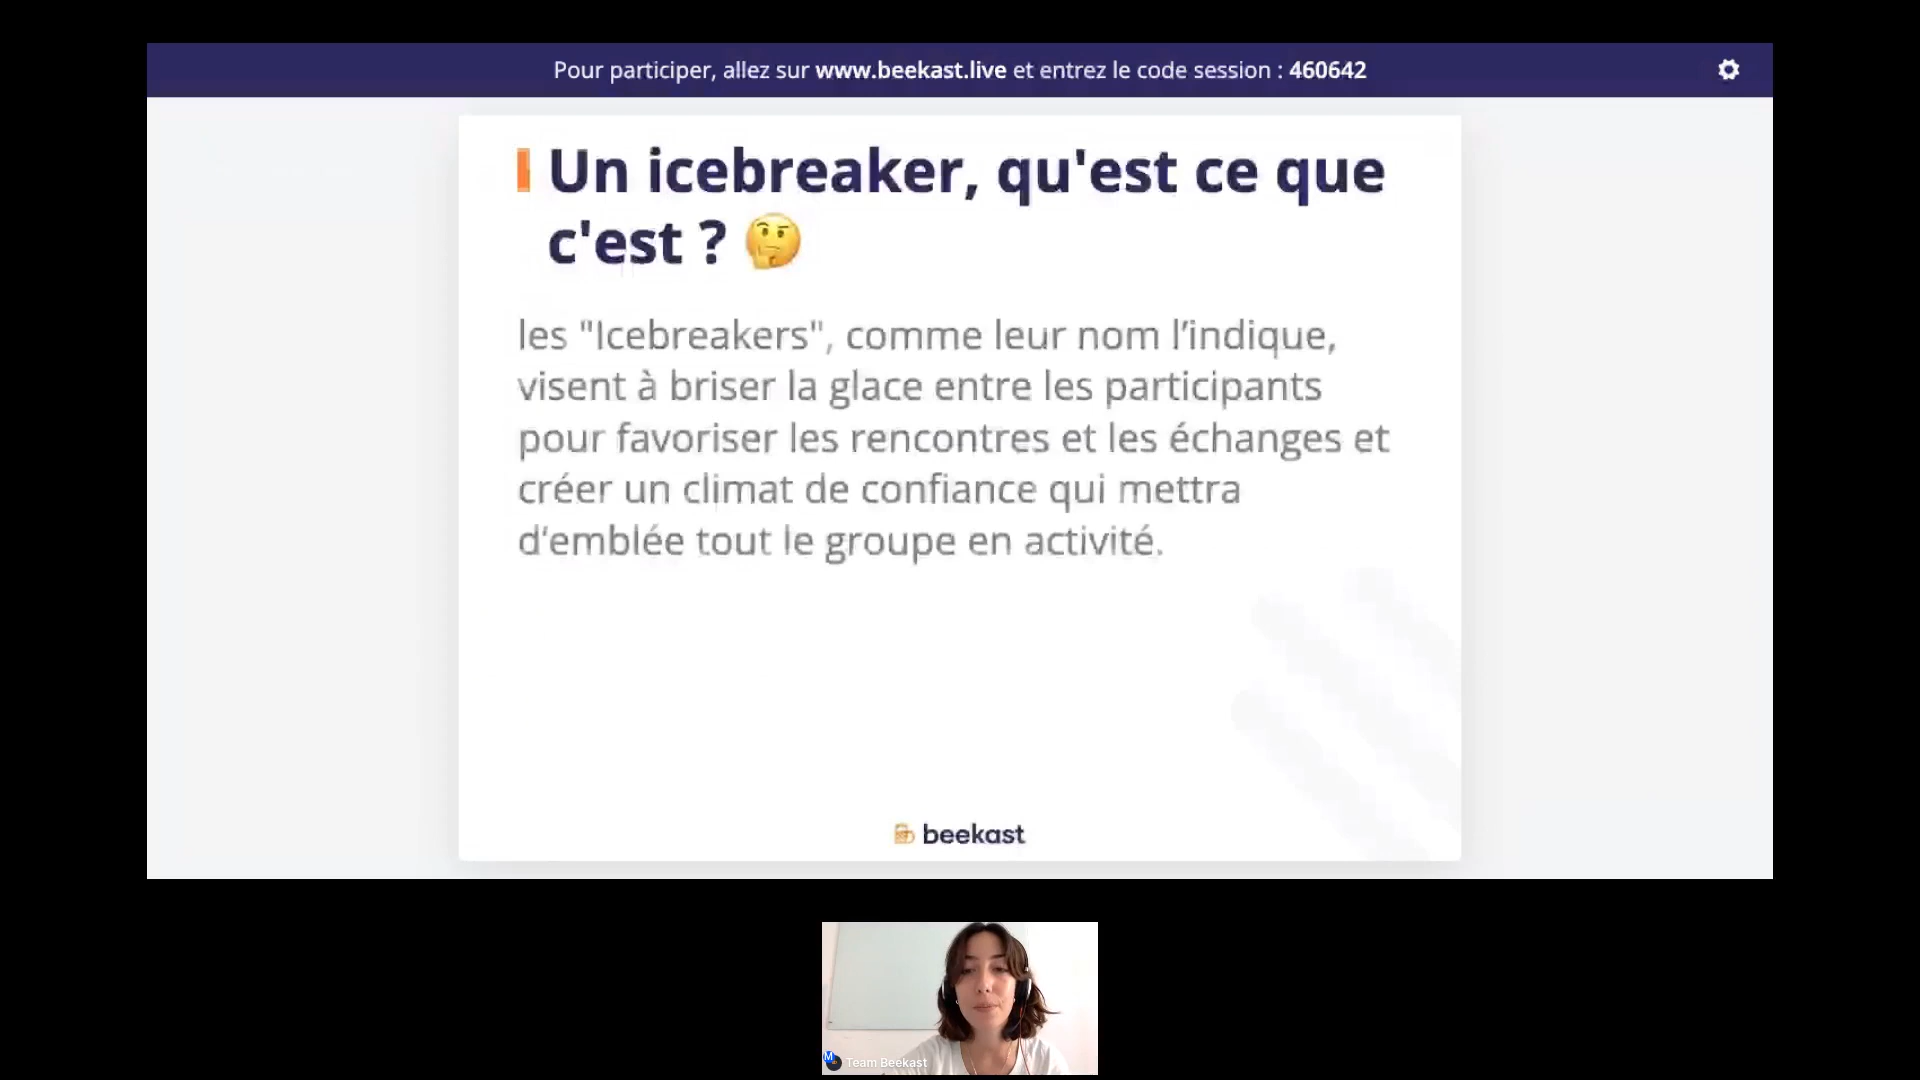 Pour participer, allez sur www.beekast.live et entrez le code session : 460642
Un icebreaker, qu'est ce que
c'est ? 🤔
les "Icebreakers", comme leur nom l’indique,
visent à briser la glace entre les participants
pour favoriser les rencontres et les échanges et
créer un climat de confiance qui mettra
d’emblée tout le groupe en activité.
beekast
M
Team Beekast